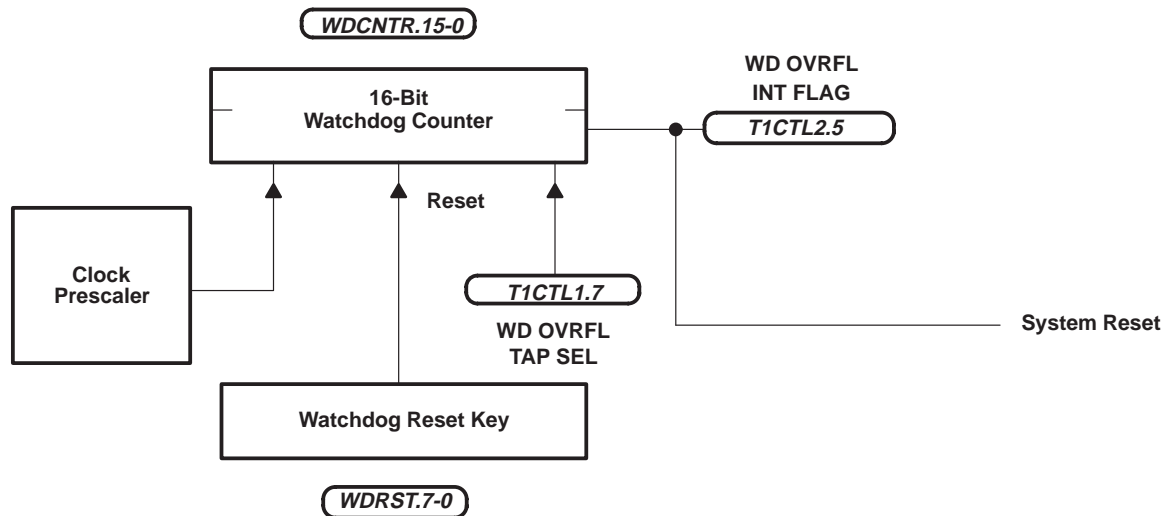 WDCNTR.15-0
16-Bit
Watchdog Counter
WD OVRFL
INT FLAG
T1CTL2.5
Reset
Clock
Prescaler
T1CTL1.7
WD OVRFL
TAP SEL
System Reset
Watchdog Reset Key
WDRST.7-0